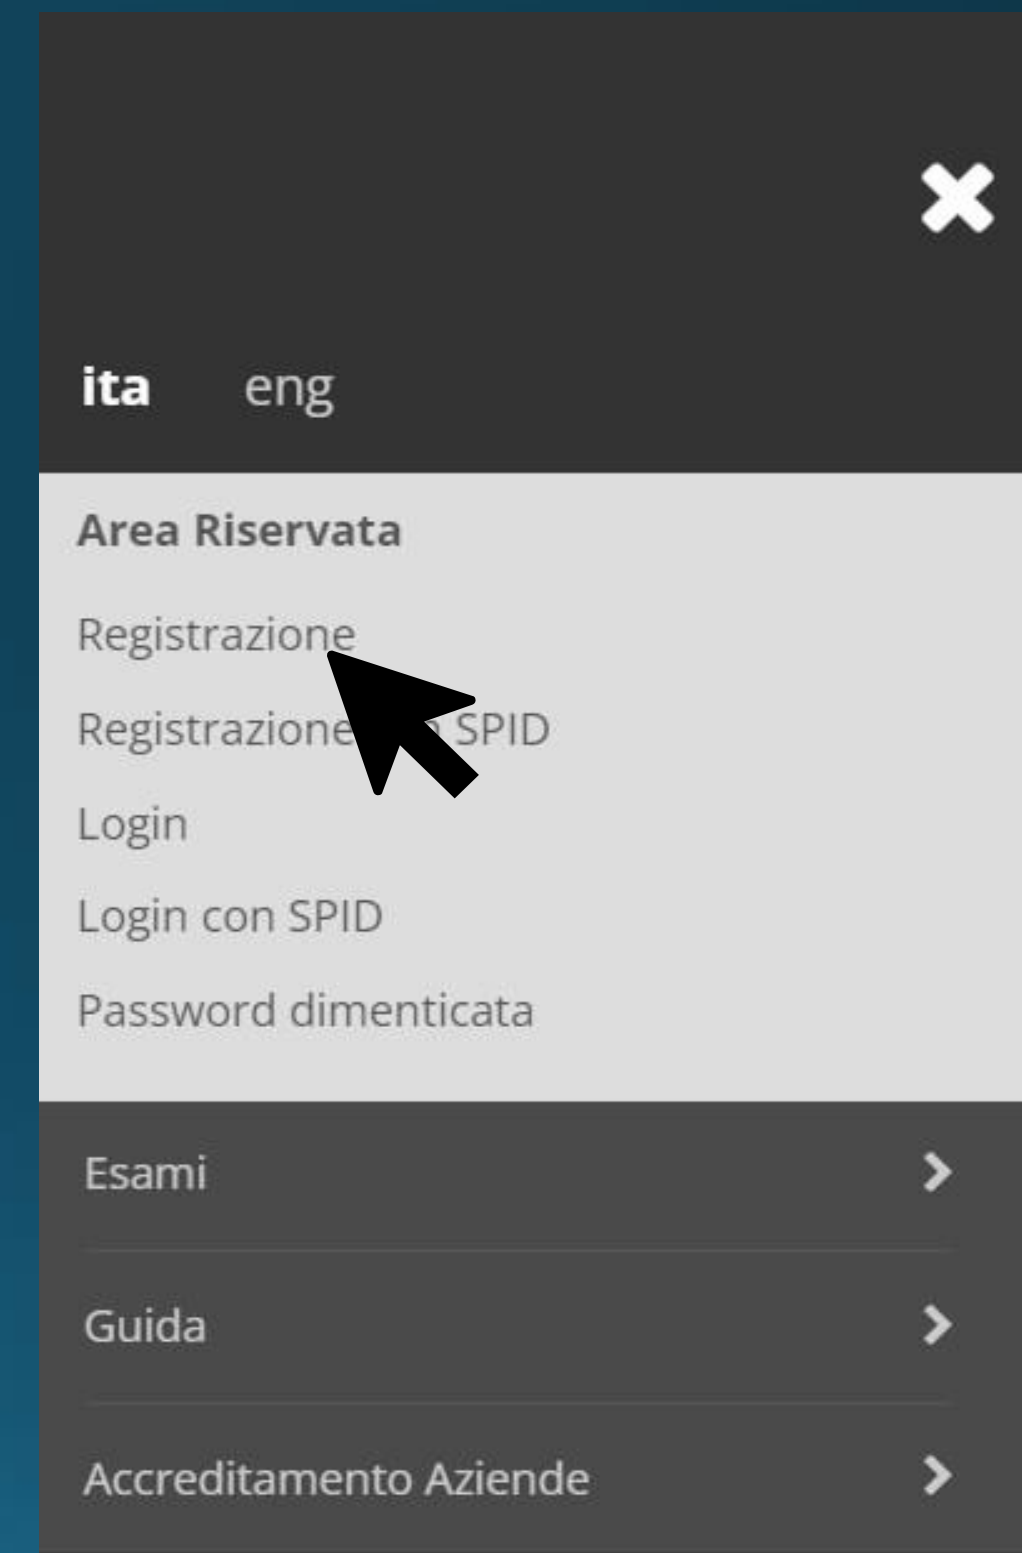 ita eng
Area Riservata
Registrazione
Registrazione SPID
Login
Login con SPID
Password dimenticata
Esami
Guida
Accreditamento Aziende